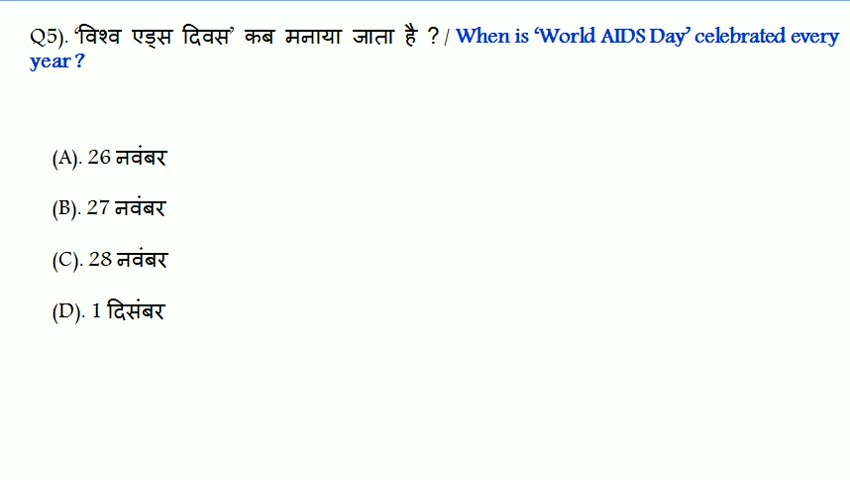 Q5). ‘विश्व एड्स दिवस’ कब मनाया जाता है ? / When is ‘World AIDS Day’ celebrated every
year ?
(A). 26 नवंबर
(B). 27 नवंबर
(C). 28 नवंबर
(D). 1 दिसंबर